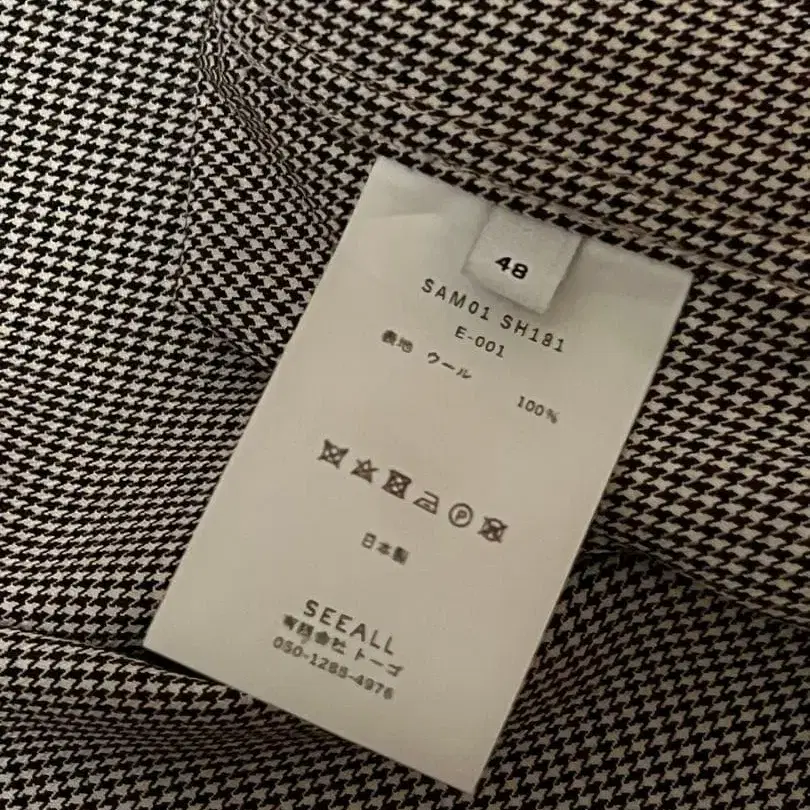 48
SAM01 SH181
E-001
表地 ウール 100%
P
日本製
SEEALL
有限会社 トーゴ
050-1285-4976